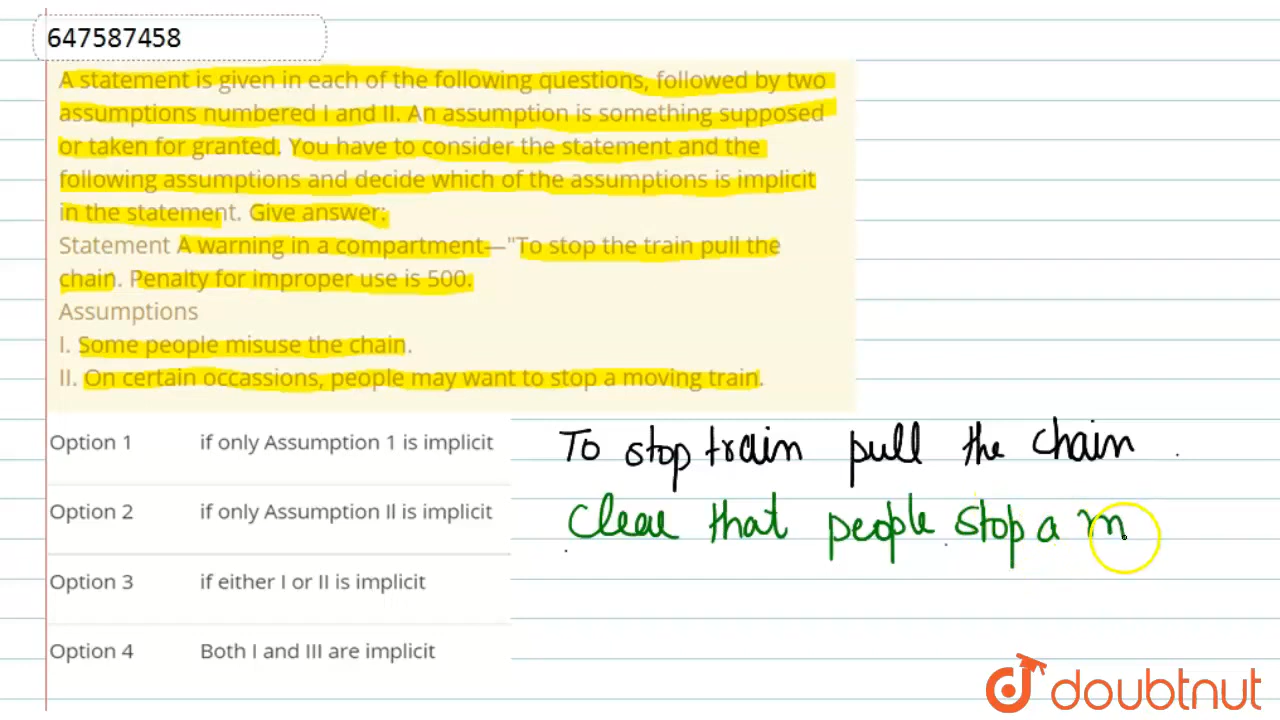 647587458
A statement is given in each of the following questions, followed by two
assumptions numbered I and II. An assumption is something supposed
or taken for granted. You have to consider the statement and the
following assumptions and decide which of the assumptions is implicit
in the statement. Give answer:
Statement A warning in a compartment—"To stop the train pull the
chain. Penalty for improper use is 500.
Assumptions
I. Some people misuse the chain.
II. On certain occassions, people may want to stop a moving train.
Option 1 if only Assumption 1 is implicit
Option 2 if only Assumption II is implicit
Option 3 if either I or II is implicit
Option 4 Both I and III are implicit
To stop train pull the chain.
Clear that people stop a m
doubtnut